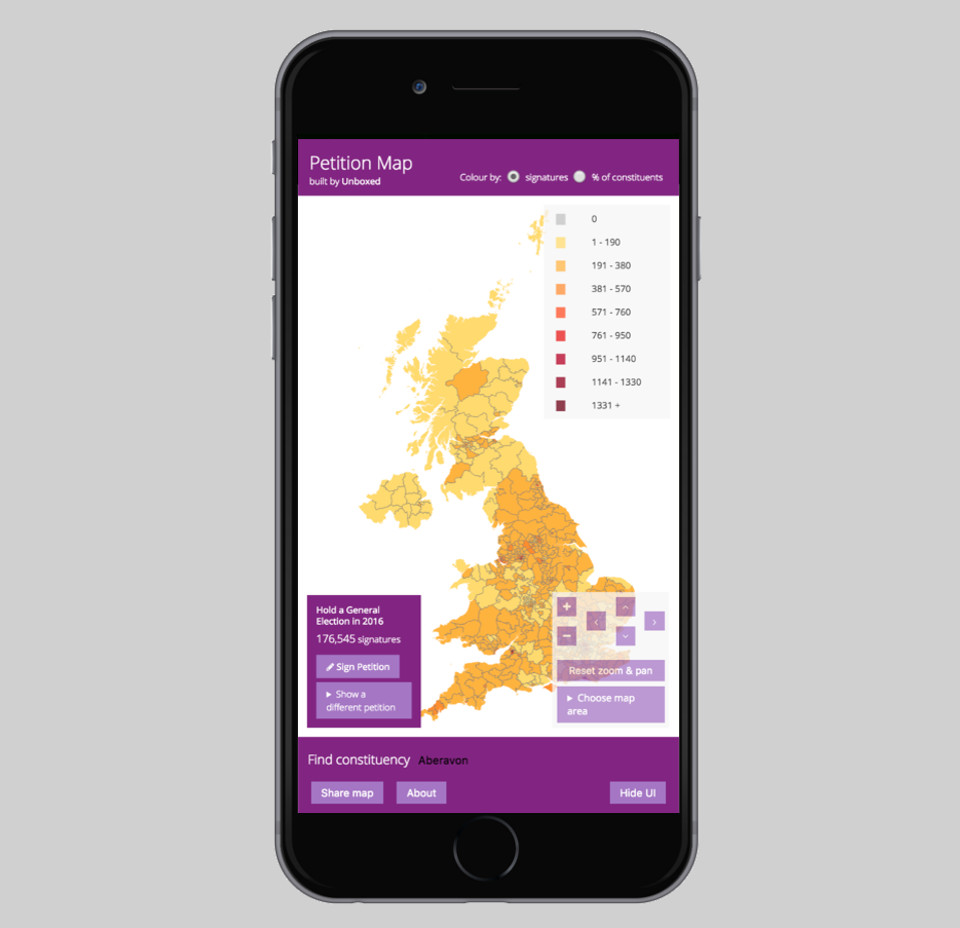 Petition Map
built by Unboxed
Colour by: signatures % of constituents
0
1 - 190
191 - 380
381 - 570
571 - 760
761 - 950
951 - 1140
1141 - 1330
1331 +
Hold a General
Election in 2016
176,545 signatures
Sign Petition
Show a
different petition
Reset zoom & pan
Choose map
area
Find constituency Aberavon
Share map About Hide UI